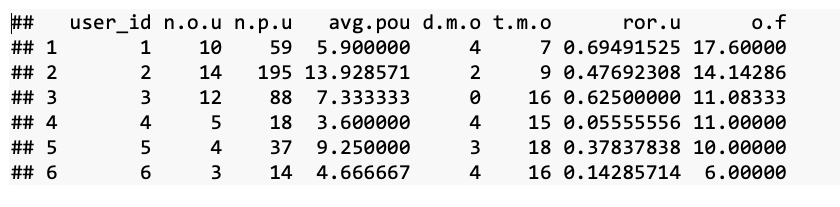 ##   user_id n.o.u n.p.u   avg.pou d.m.o t.m.o      ror.u      o.f
## 1       1    10    59  5.900000     4     7 0.69491525 17.60000
## 2       2    14   195 13.928571     2     9 0.47692308 14.14286
## 3       3    12    88  7.333333     0    16 0.62500000 11.08333
## 4       4     5    18  3.600000     4    15 0.05555556 11.00000
## 5       5     4    37  9.250000     3    18 0.37837838 10.00000
## 6       6     3    14  4.666667     4    16 0.14285714  6.00000